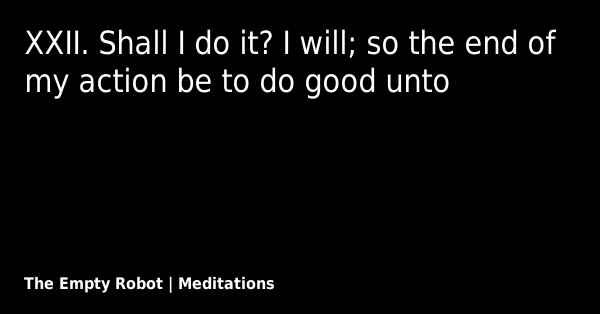 XXII. Shall I do it? I will; so the end of
my action be to do good unto
The Empty Robot | Meditations